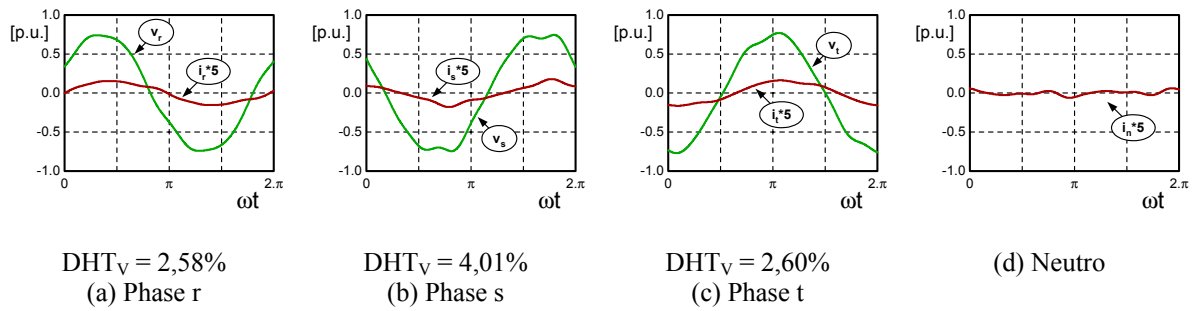 [p.u.] 1.0 0.5 0.0 -0.5 -1.0
v_r
i_r*5
0 π 2.π
ωt
[p.u.] 1.0 0.5 0.0 -0.5 -1.0
i_s*5
v_s
0 π 2.π
ωt
[p.u.] 1.0 0.5 0.0 -0.5 -1.0
v_t
i_t*5
0 π 2.π
ωt
[p.u.] 1.0 0.5 0.0 -0.5 -1.0
i_n*5
0 π 2.π
ωt
DHT_V = 2,58%
(a) Phase r
DHT_V = 4,01%
(b) Phase s
DHT_V = 2,60%
(c) Phase t
(d) Neutro